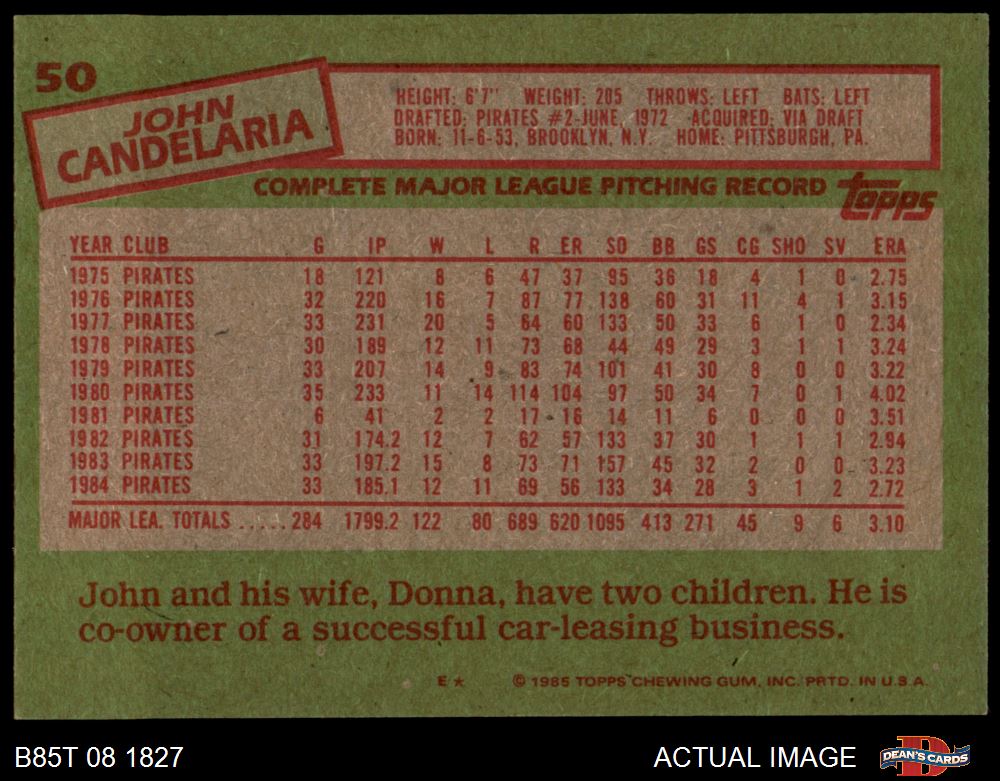 50
JOHN
CANDELARIA
HEIGHT: 6'7" WEIGHT: 205 THROWS: LEFT BATS: LEFT
DRAFTED: PIRATES #2-JUNE, 1972 -ACQUIRED: VIA DRAFT
BORN: 11-6-53, BROOKLYN, N.Y. HOME: PITTSBURGH, PA.
COMPLETE MAJOR LEAGUE PITCHING RECORD topps
YEAR CLUB G IP W L R ER SO BB GS CG SHO SV ERA
1975 PIRATES 18 121 8 6 47 37 95 36 18 4 1 0 2.75
1976 PIRATES 32 220 16 7 87 77 138 60 31 11 4 1 3.15
1977 PIRATES 33 231 20 5 64 60 133 50 33 6 1 0 2.34
1978 PIRATES 30 189 12 11 73 68 44 49 29 3 1 1 3.24
1979 PIRATES 33 207 14 9 83 74 101 41 30 8 0 0 3.22
1980 PIRATES 35 233 11 14 114 104 97 50 34 7 0 1 4.02
1981 PIRATES 6 41 2 2 17 16 14 11 6 0 0 0 3.51
1982 PIRATES 31 174.2 12 7 62 57 133 37 30 1 1 1 2.94
1983 PIRATES 33 197.2 15 8 73 71 157 45 32 2 0 0 3.23
1984 PIRATES 33 185.1 12 11 69 56 133 34 28 3 1 2 2.72
MAJOR LEA. TOTALS ..... 284 1799.2 122 80 689 620 1095 413 271 45 9 6 3.10
John and his wife, Donna, have two children. He is
co-owner of a successful car-leasing business.
E★ © 1985 TOPPS CHEWING GUM, INC. PRTD. IN U.S.A.
B85T 08 1827 ACTUAL IMAGE DEAN'S CARDS